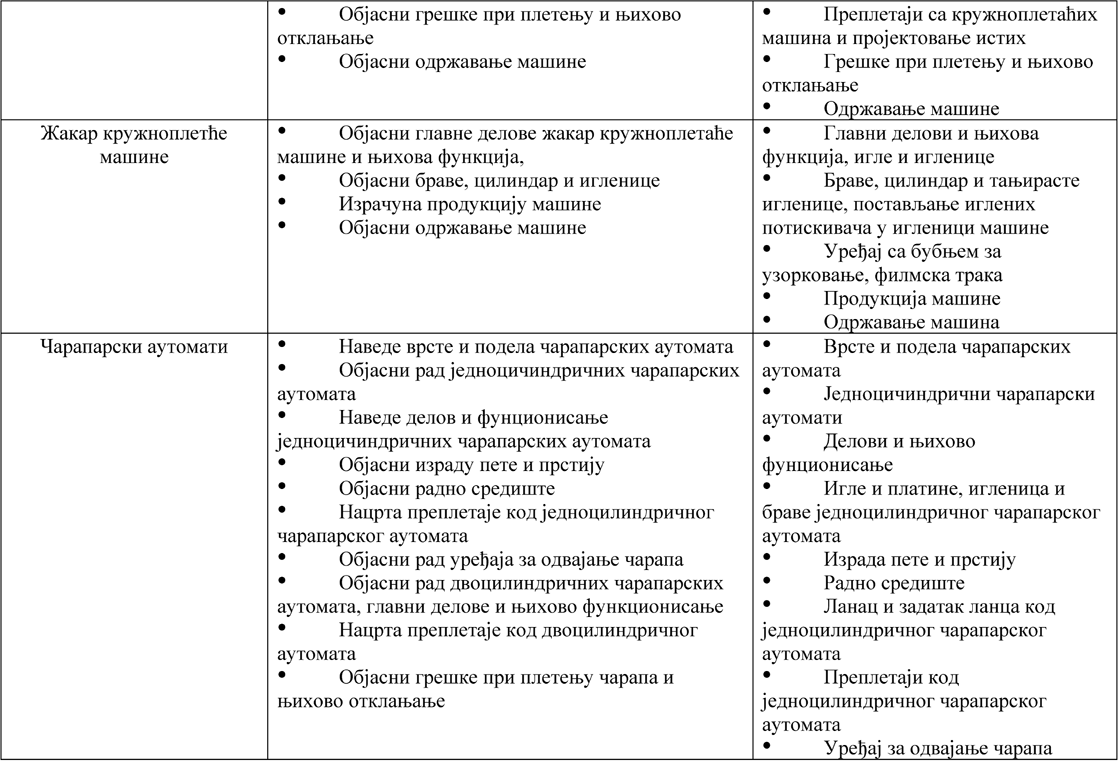 • Објасни грешке при плетењу и њихово
отклањање
• Објасни одржавање машине
• Преплетаји са кружноплетаћих
машина и пројектовање истих
• Грешке при плетењу и њихово
отклањање
• Одржавање машине
Жакар кружноплетће
машине
• Објасни главне делове жакар кружноплетаће
машине и њихова функција,
• Објасни браве, цилиндар и игленице
• Израчуна продукцију машине
• Објасни одржавање машине
• Главни делови и њихова
функција, игле и игленице
• Браве, цилиндар и тањирасте
игленице, постављање иглених
потискивача у игленици машине
• Уређај са бубњем за
узорковање, филмска трака
• Продукција машине
• Одржавање машина
Чарапарски аутомати
• Наведе врсте и подела чарапарских аутомата
• Објасни рад једноцичиндричних чарапарских
аутомата
• Наведе делов и фунционисање
једноцичиндричних чарапарских аутомата
• Објасни израду пете и прстију
• Објасни радно средиште
• Нацрта преплетаје код једноцилиндричног
чарапарског аутомата
• Објасни рад уређаја за одвајање чарапа
• Објасни рад двоцилиндричних чарапарских
аутомата, главни делове и њихово функционисање
• Нацрта преплетаје код двоцилиндричног
аутомата
• Објасни грешке при плетењу чарапа и
њихово отклањање
• Врсте и подела чарапарских
аутомата
• Једноцичиндрични чарапарски
аутомати
• Делови и њихово
фунционисање
• Игле и платине, игленица и
браве једноцилиндричног чарапарског
аутомата
• Израда пете и прстију
• Радно средиште
• Ланац и задатак ланца код
једноцилиндричног чарапарског
аутомата
• Преплетаји код
једноцилиндричног чарапарског
аутомата
• Уређај за одвајање чарапа